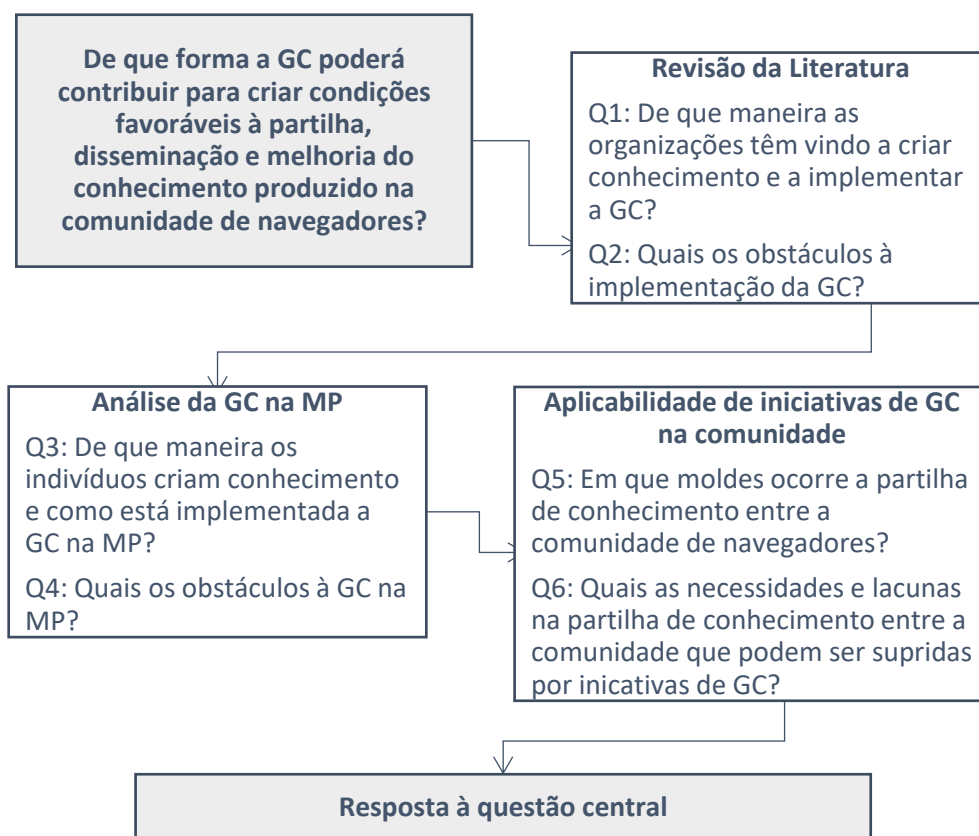 De que forma a GC poderá
contribuir para criar condições
favoráveis à partilha,
disseminação e melhoria do
conhecimento produzido na
comunidade de navegadores?
Revisão da Literatura
Q1: De que maneira as
organizações têm vindo a criar
conhecimento e a implementar
a GC?
Q2: Quais os obstáculos à
implementação da GC?
Análise da GC na MP
Q3: De que maneira os
indivíduos criam conhecimento
e como está implementada a
GC na MP?
Q4: Quais os obstáculos à GC na
MP?
Aplicabilidade de iniciativas de GC
na comunidade
Q5: Em que moldes ocorre a partilha
de conhecimento entre a
comunidade de navegadores?
Q6: Quais as necessidades e lacunas
na partilha de conhecimento entre a
comunidade que podem ser supridas
por inicativas de GC?
Resposta à questão central